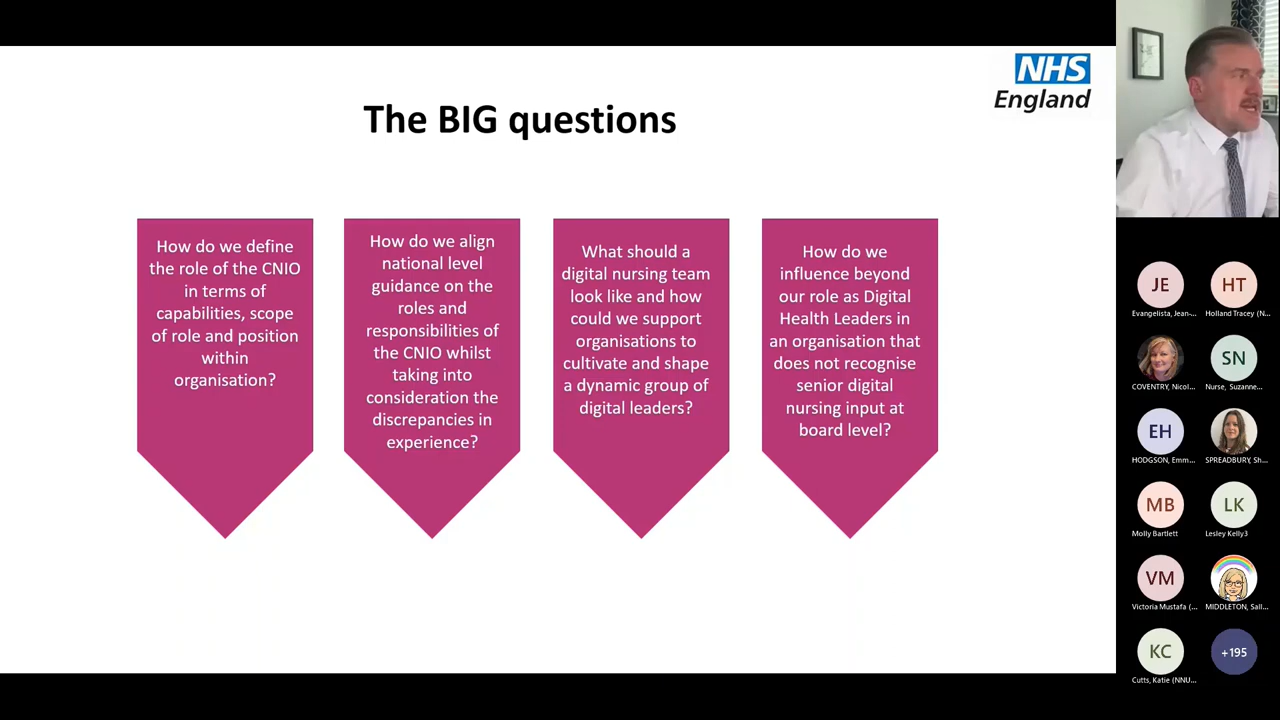 NHS
England
The BIG questions
How do we define
the role of the CNIO
in terms of
capabilities, scope
of role and position
within
organisation?
How do we align
national level
guidance on the
roles and
responsibilities of
the CNIO whilst
taking into
consideration the
discrepancies in
experience?
What should a
digital nursing team
look like and how
could we support
organisations to
cultivate and shape
a dynamic group of
digital leaders?
How do we
influence beyond
our role as Digital
Health Leaders in
an organisation that
does not recognise
senior digital
nursing input at
board level?
JE
Evangelista, Jean-...
HT
Holland Tracey (N...
COVENTRY, Nicol...
SN
Nurse, Suzanne...
EH
HODGSON, Emm...
SPREADBURY, Sh...
MB
Molly Bartlett
LK
Lesley Kelly3
VM
Victoria Mustafa (...
MIDDLETON, Sall...
KC
Cutts, Katie (NNU...
+195